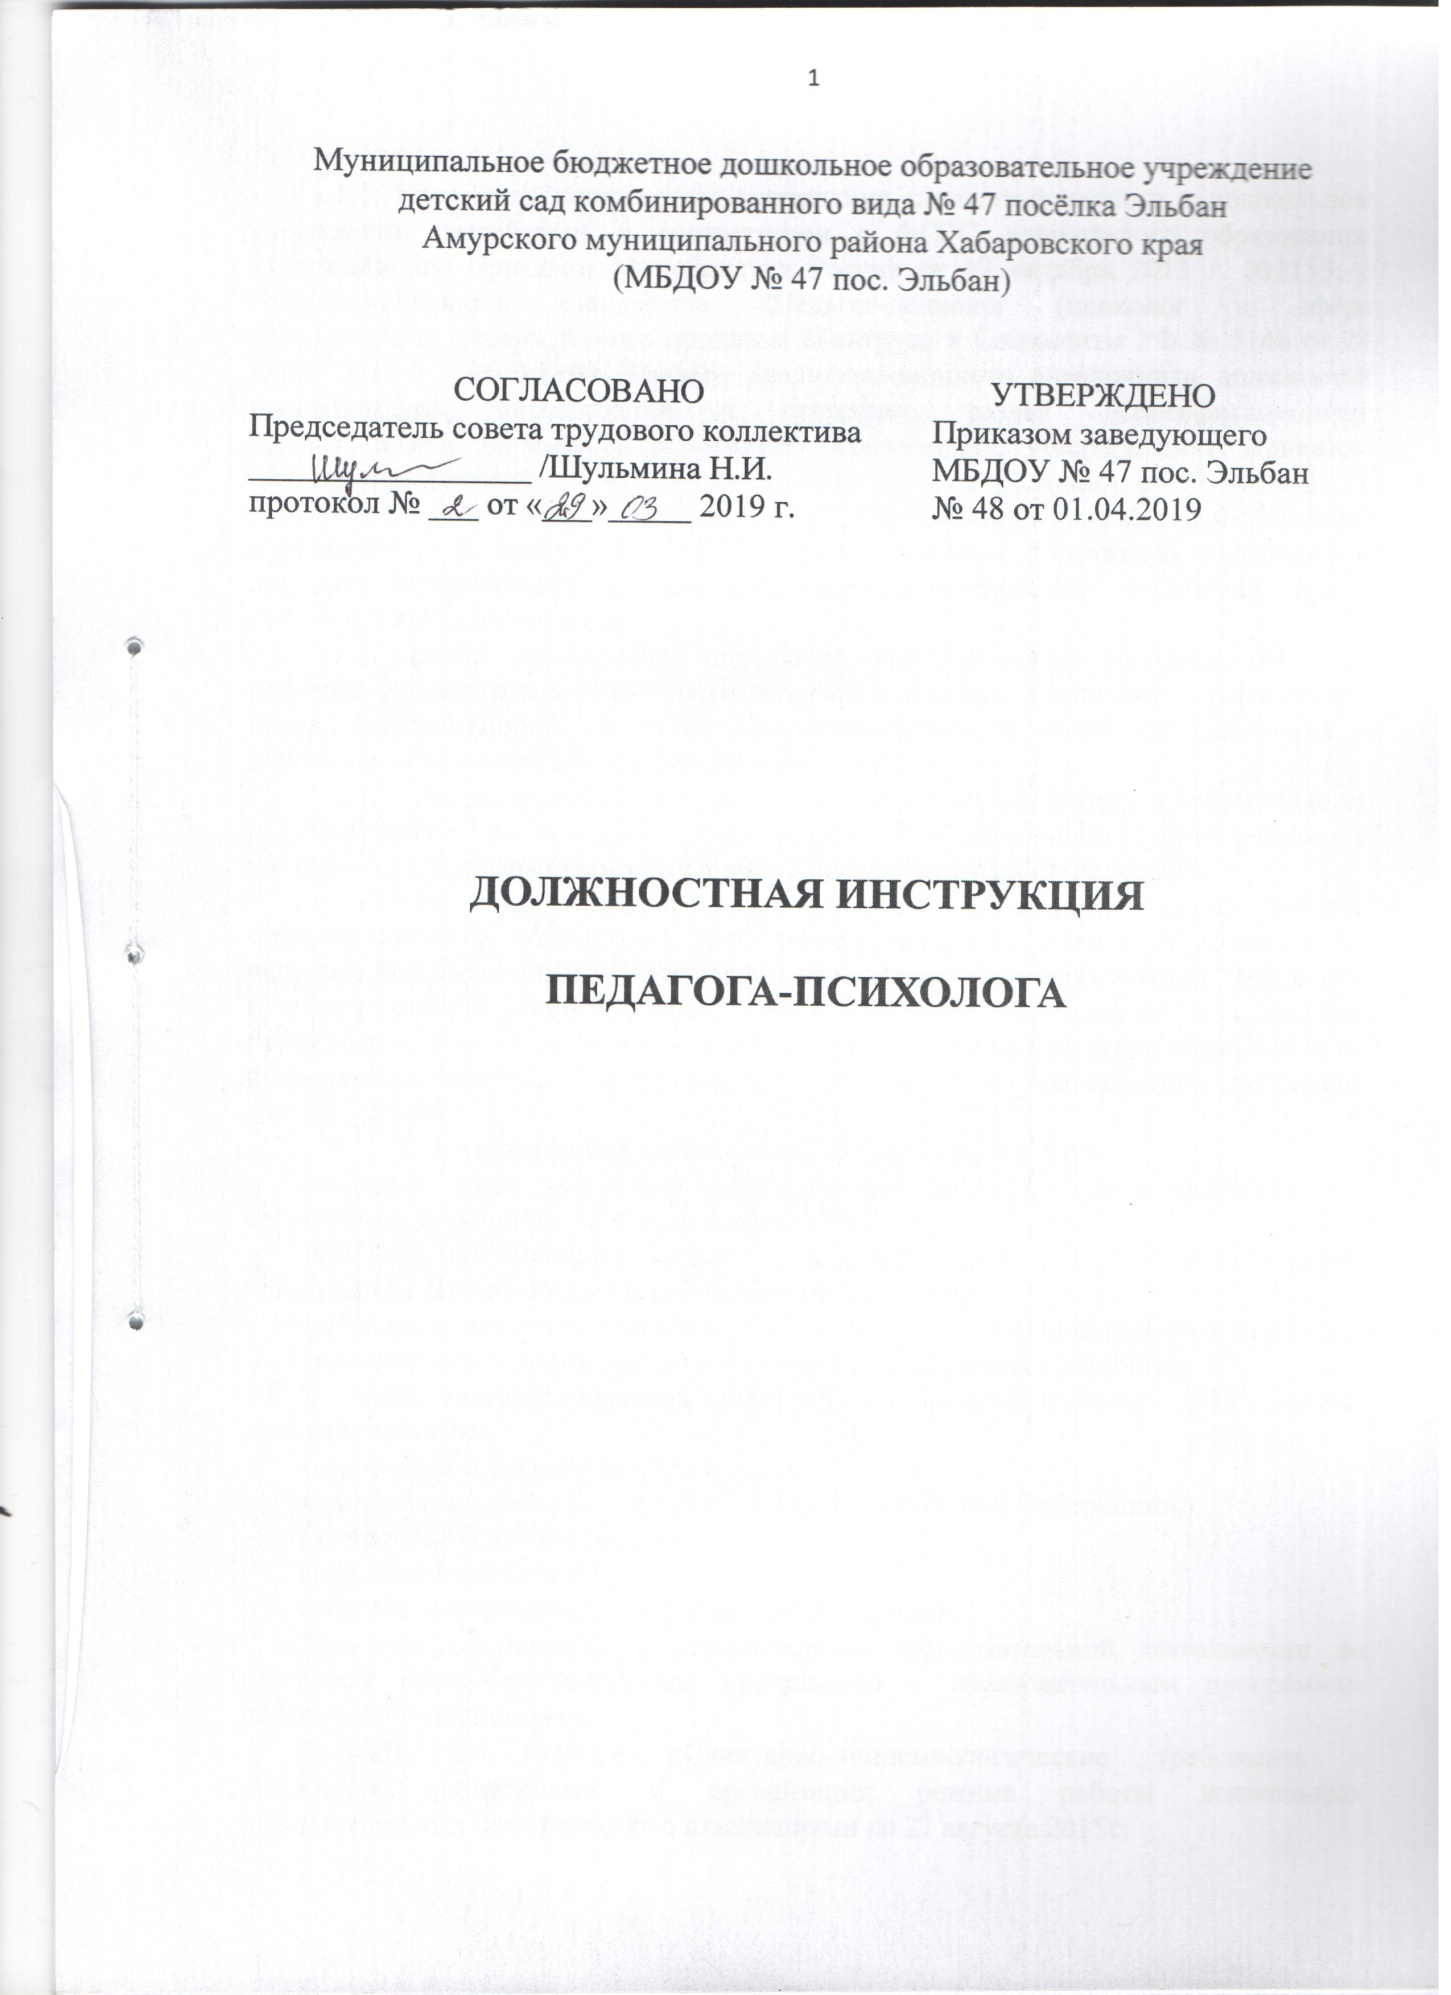 1
Муниципальное бюджетное дошкольное образовательное учреждение
детский сад комбинированного вида № 47 посёлка Эльбан
Амурского муниципального района Хабаровского края
(МБДОУ № 47 пос. Эльбан)
СОГЛАСОВАНО
Председатель совета трудового коллектива
/Шульмина Н.И.
протокол № 2 от «29» 03 2019 г.
УТВЕРЖДЕНО
Приказом заведующего
МБДОУ № 47 пос. Эльбан
№ 48 от 01.04.2019
ДОЛЖНОСТНАЯ ИНСТРУКЦИЯ
ПЕДАГОГА-ПСИХОЛОГА